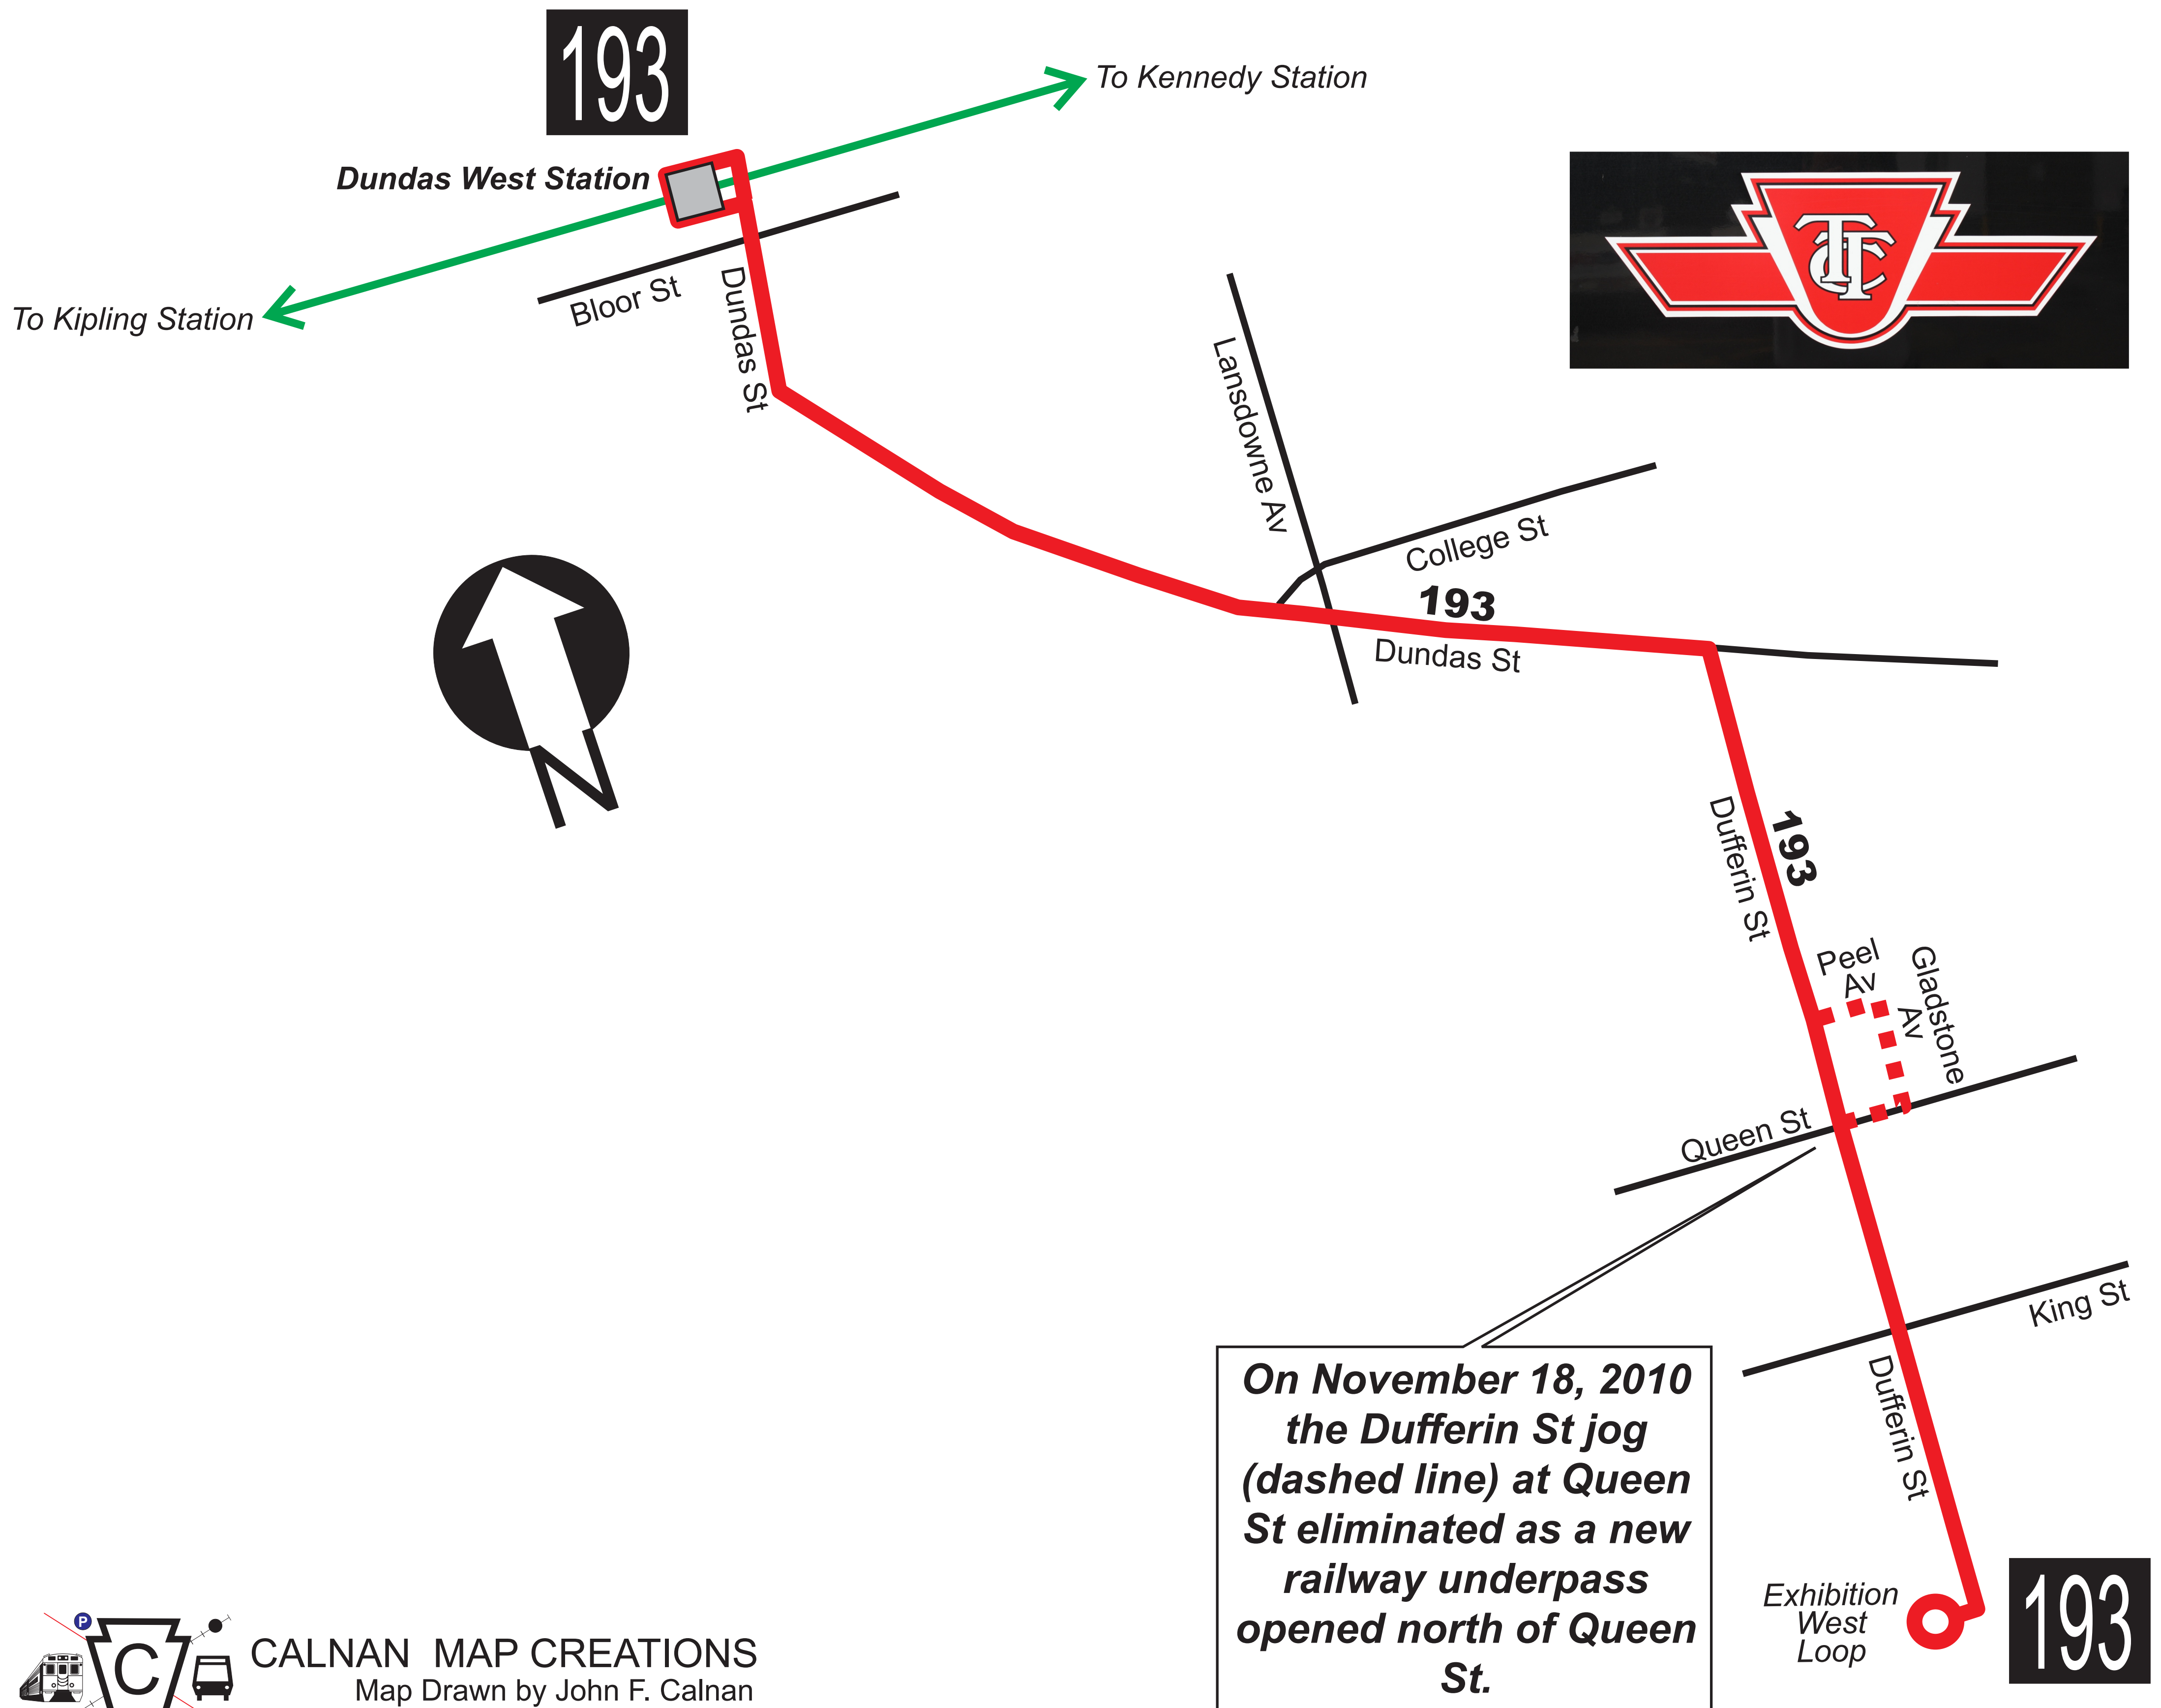 193
To Kennedy Station
Dundas West Station
To Kipling Station
Bloor St
Dundas St
TTC
Lansdowne Av
College St
193
Dundas St
N
Dufferin St
193
Peel
Av
Gladstone
Av
Queen St
King St
Dufferin St
On November 18, 2010
the Dufferin St jog
(dashed line) at Queen
St eliminated as a new
railway underpass
opened north of Queen
St.
Exhibition
West
Loop
193
P
C
CALNAN MAP CREATIONS
Map Drawn by John F. Calnan